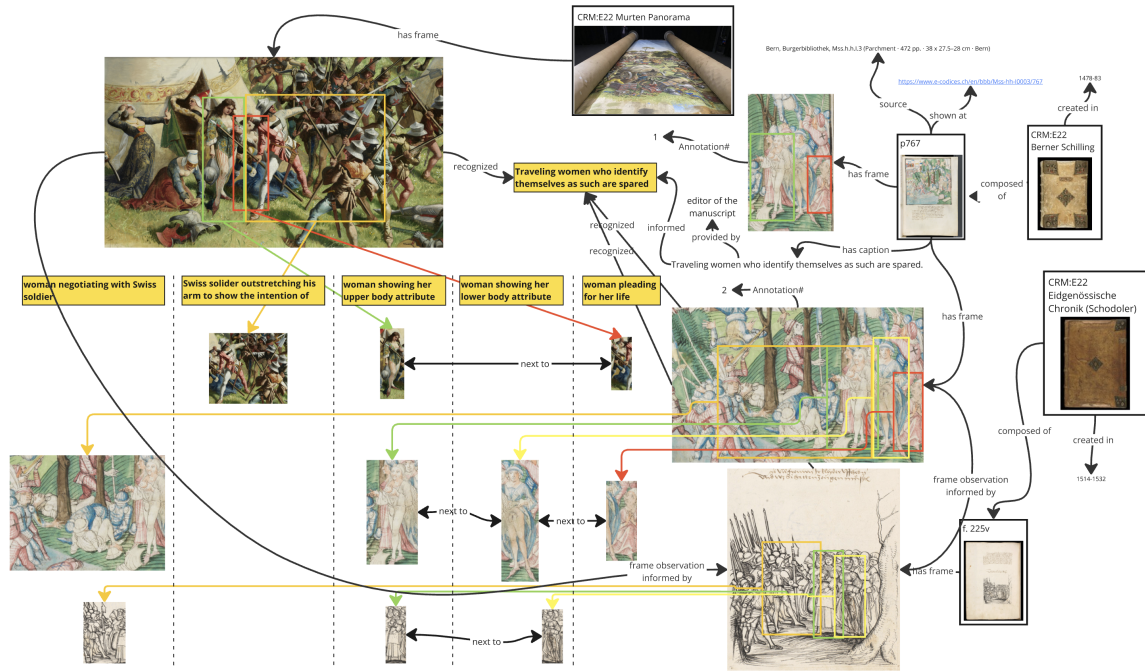 CRM:E22 Murten Panorama
has frame
Bern, Burgerbibliothek, Mss.h.h.I.3 (Parchment · 472 pp. · 38 x 27.5–28 cm · Bern)
https://www.e-codices.ch/en/bbb/Mss-hh-I0003/767
1478-83
source
shown at
created in
1
Annotation#
p767
CRM:E22
Berner Schilling
recognized
Traveling women who identify
themselves as such are spared
has frame
composed
of
editor of the
manuscript
provided by
informed
recognized
recognized
has caption
Traveling women who identify themselves as such are spared.
woman negotiating with Swiss
soldier
Swiss solider outstretching his
arm to show the intention of
woman showing her
upper body attribute
woman showing her
lower body attribute
woman pleading
for her life
2
Annotation#
CRM:E22
Eidgenössische
Chronik (Schodoler)
has frame
next to
composed of
created in
1514-1532
next to
next to
frame observation
informed by
f. 225v
frame observation
informed by
has frame
next to